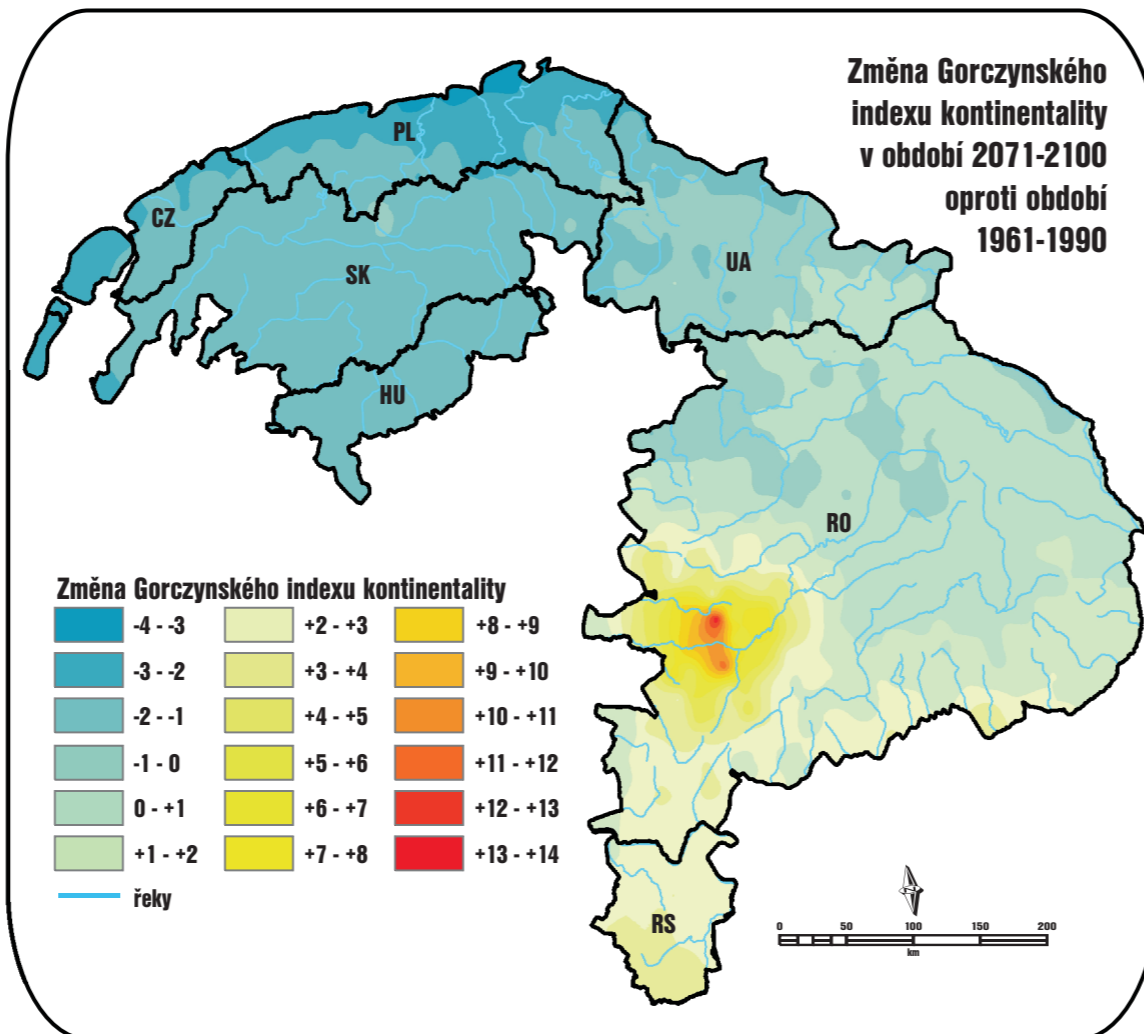 Změna Gorczynského
indexu kontinentality
v období 2071-2100
oproti období
1961-1990
PL
CZ
SK
UA
HU
RO
RS
Změna Gorczynského indexu kontinentality
-4 - -3
-3 - -2
-2 - -1
-1 - 0
0 - +1
+1 - +2
řeky
+2 - +3
+3 - +4
+4 - +5
+5 - +6
+6 - +7
+7 - +8
+8 - +9
+9 - +10
+10 - +11
+11 - +12
+12 - +13
+13 - +14
0 50 100 150 200
km